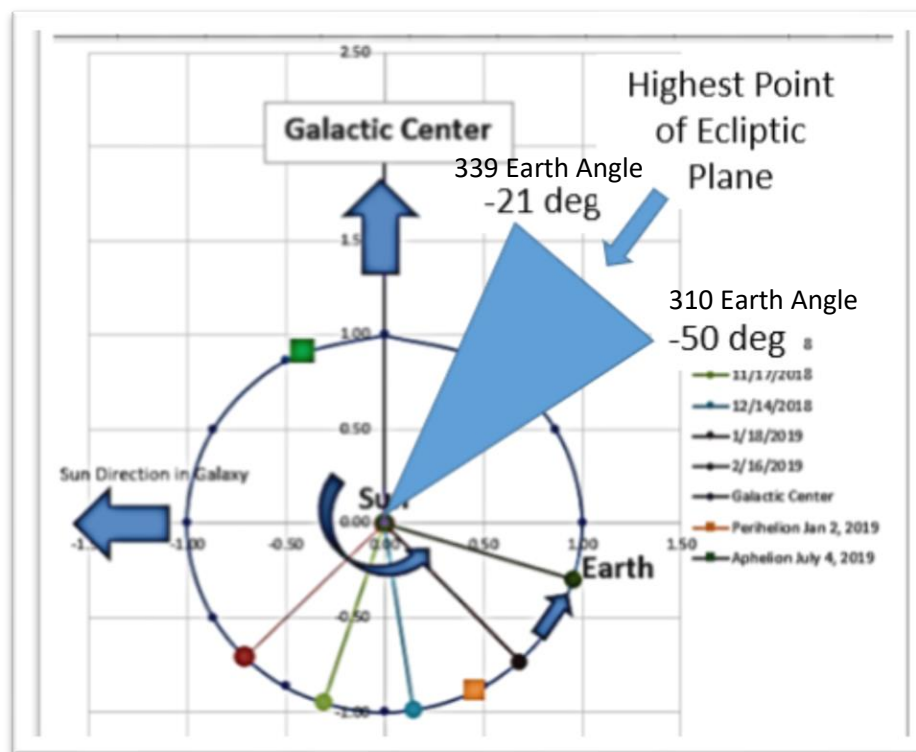 2.50
Highest Point
of Ecliptic
Plane
Galactic Center
339 Earth Angle
-21 deg
1.5
310 Earth Angle
-50 deg 8
1.00
11/17/2018
12/14/2018
1/18/2019
2/16/2019
Galactic Center
Perihelion Jan 2, 2019
Aphelion July 4, 2019
0.50
Sun Direction in Galaxy
Sun
0.00
-1.
-0.50
0.00
0.50
1.00
1.50
Earth
-0.50
-1.00